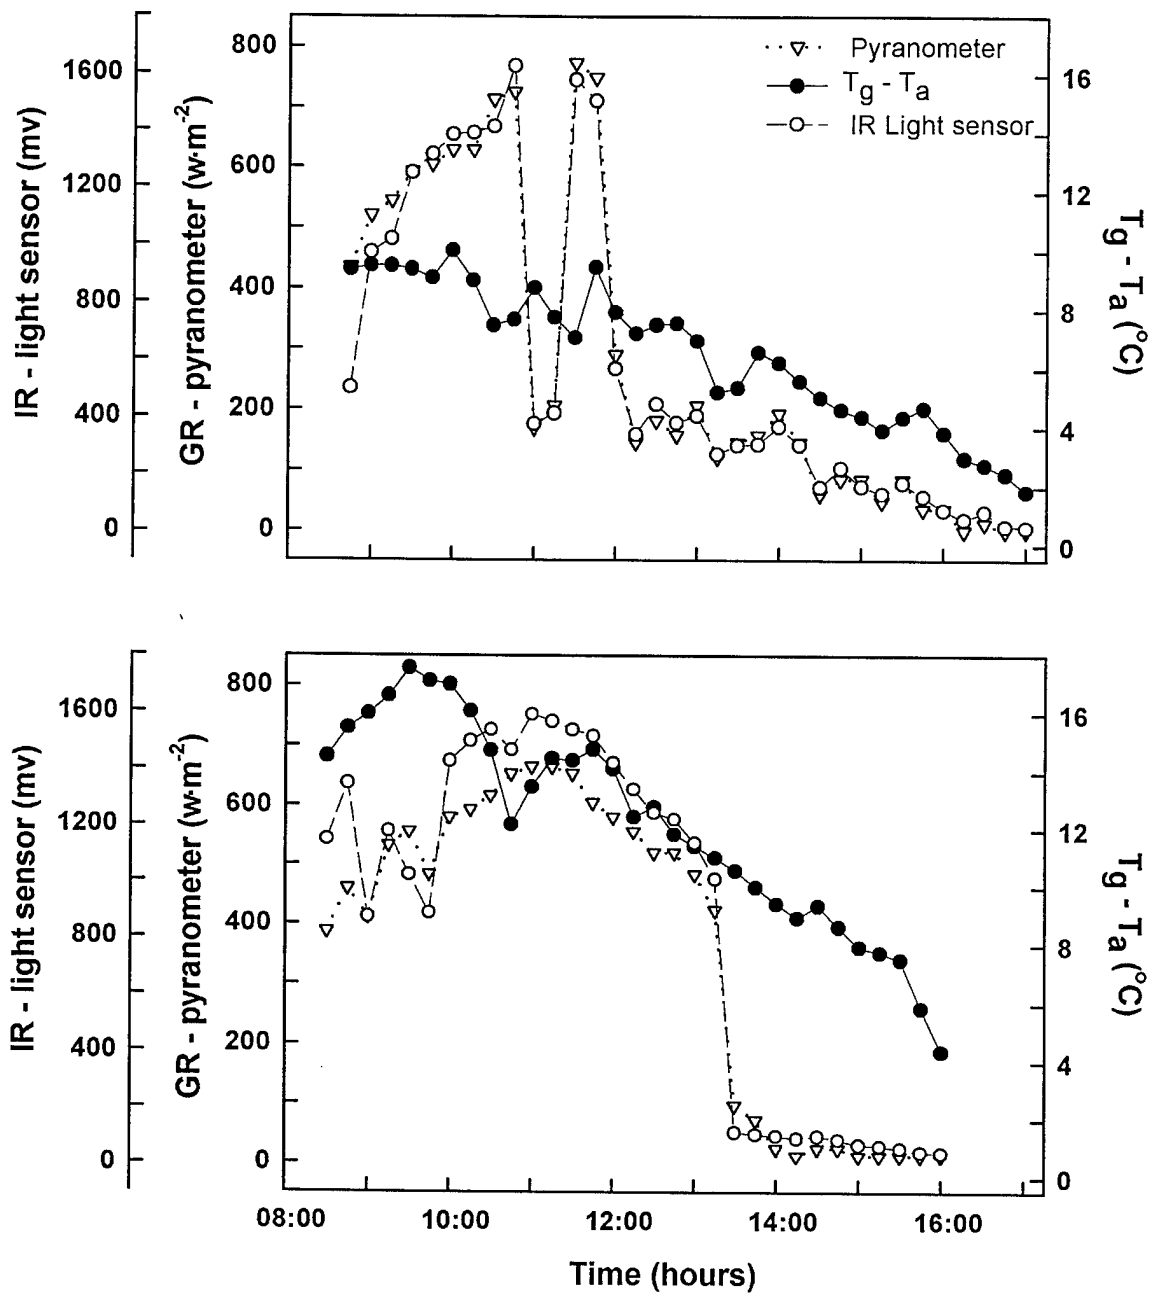 Pyranometer
Tg - Ta
IR Light sensor
IR - light sensor (mv)
1600
1200
800
400
0
GR - pyranometer (w·m-2)
800
600
400
200
0
16
12
8
4
0
Tg - Ta (oC)
IR - light sensor (mv)
1600
1200
800
400
0
GR - pyranometer (w·m-2)
800
600
400
200
0
16
12
8
4
0
Tg - Ta (oC)
08:00 10:00 12:00 14:00 16:00
Time (hours)